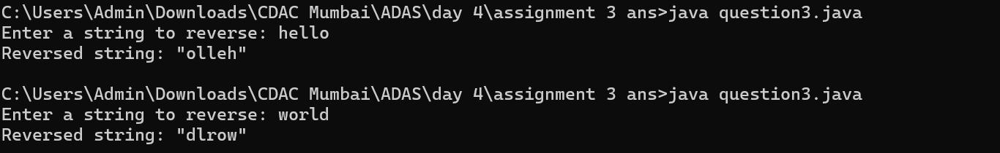 C:\Users\Admin\Downloads\CDAC Mumbai\ADAS\day 4\assignment 3 ans>java question3.java
Enter a string to reverse: hello
Reversed string: "olleh"
C:\Users\Admin\Downloads\CDAC Mumbai\ADAS\day 4\assignment 3 ans>java question3.java
Enter a string to reverse: world
Reversed string: "dlrow"